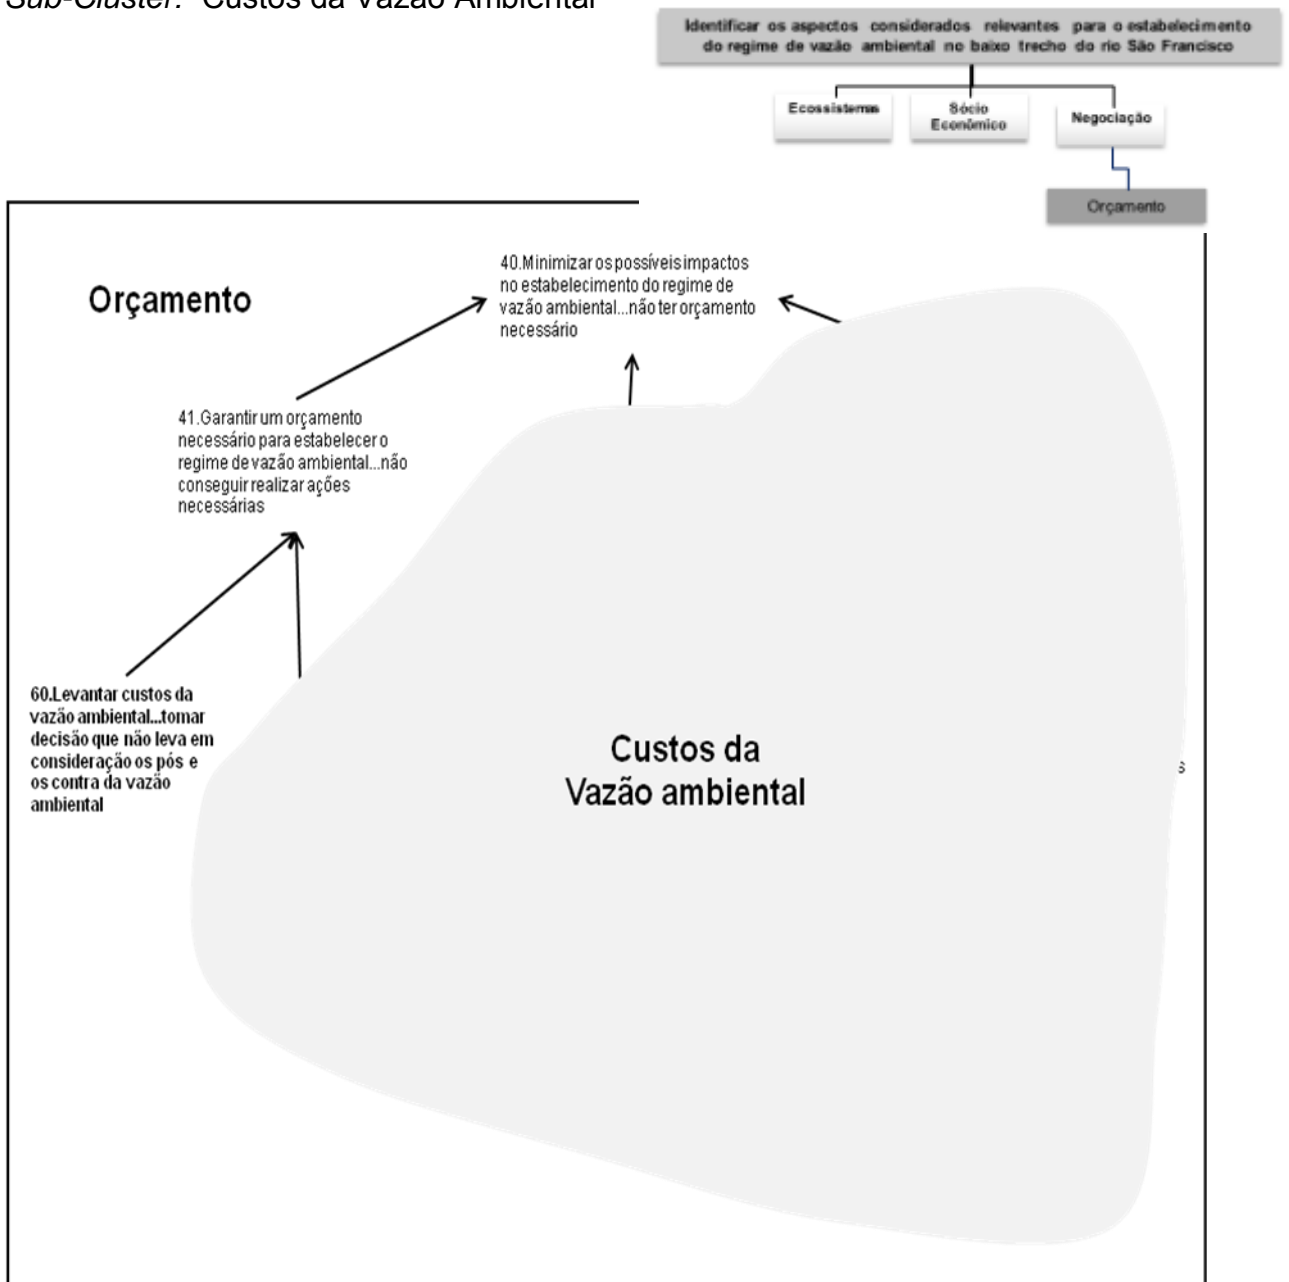 Sub-Cluster: Custos da Vazão Ambiental
Identificar os aspectos considerados relevantes para o estabelecimento
do regime de vazão ambiental no baixo trecho do rio São Francisco
Ecossistemas
Sócio
Econômico
Negociação
Orçamento
Orçamento
40.Minimizar os possíveis impactos
no estabelecimento do regime de
vazão ambiental...não ter orçamento
necessário
41.Garantir um orçamento
necessário para estabelecer o
regime de vazão ambiental...não
conseguir realizar ações
necessárias
60.Levantar custos da
vazão ambiental...tomar
decisão que não leva em
consideração os pós e
os contra da vazão
ambiental
Custos da
Vazão ambiental
s